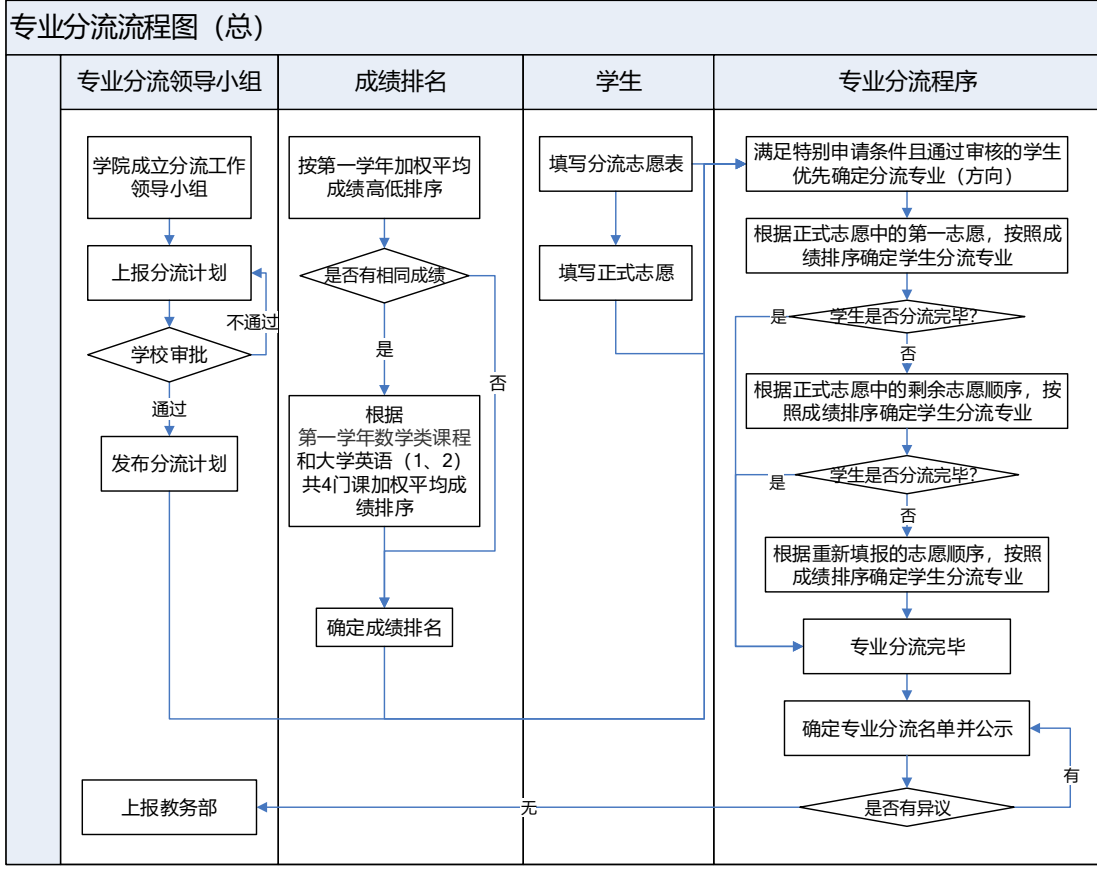 专业分流流程图（总）
专业分流领导小组
成绩排名
学生
专业分流程序
学院成立分流工作
领导小组
上报分流计划
不通过
学校审批
通过
发布分流计划
上报教务部
按第一学年加权平均
成绩高低排序
是否有相同成绩
是
否
根据
第一学年数学类课程
和大学英语（1、2）
共4门课加权平均成
绩排序
确定成绩排名
填写分流志愿表
填写正式志愿
满足特别申请条件且通过审核的学生
优先确定分流专业（方向）
根据正式志愿中的第一志愿，按照成
绩排序确定学生分流专业
是
学生是否分流完毕？
否
根据正式志愿中的剩余志愿顺序，按
照成绩排序确定学生分流专业
是
学生是否分流完毕？
否
根据重新填报的志愿顺序，按照
成绩排序确定学生分流专业
专业分流完毕
确定专业分流名单并公示
有
是否有异议
无